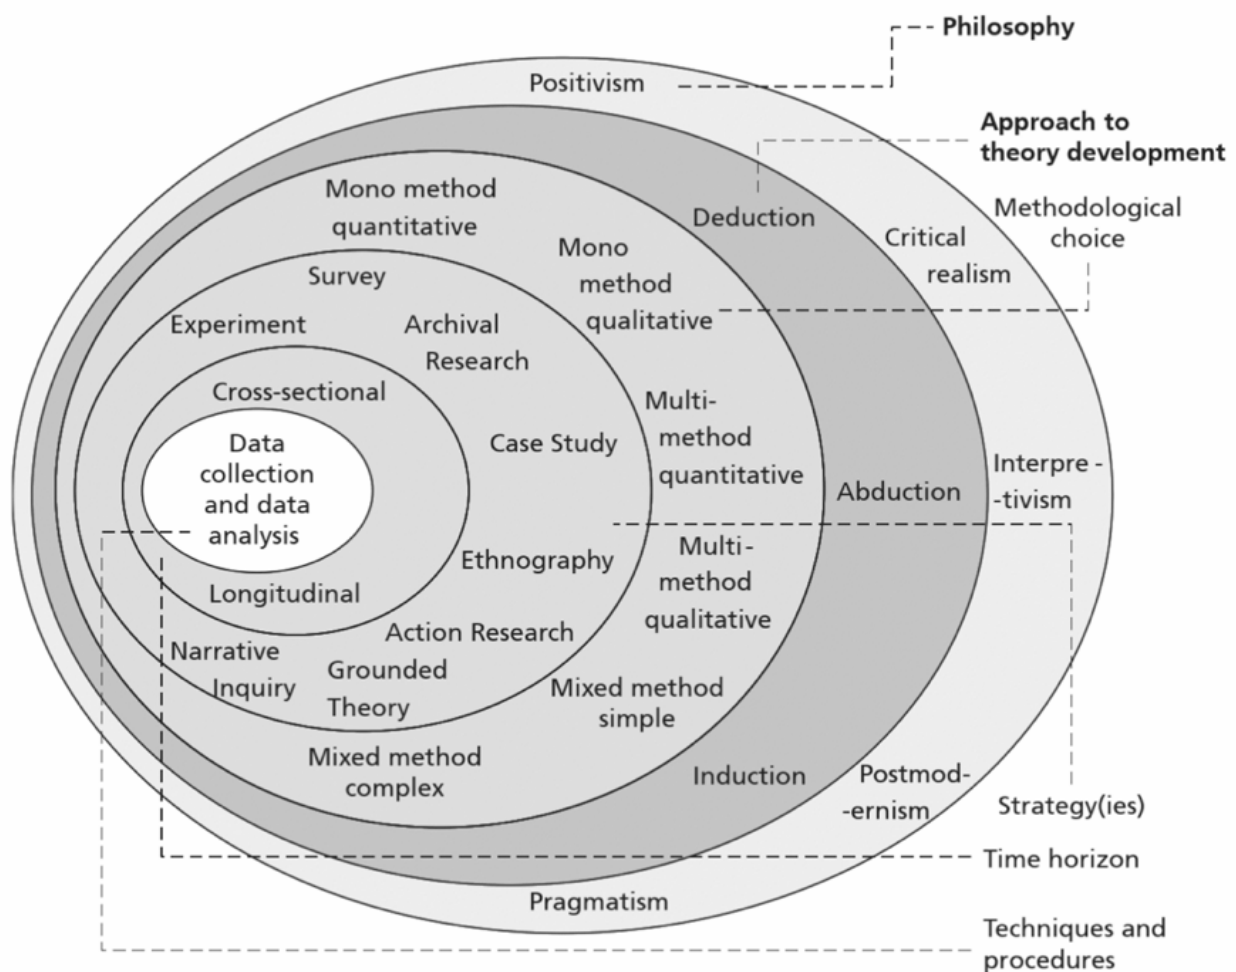 Philosophy
Positivism
Approach to
theory development
Mono method
quantitative
Deduction
Methodological
choice
Critical
realism
Mono
method
qualitative
Survey
Experiment
Archival
Research
Cross-sectional
Multi-
method
quantitative
Data
collection
and data
analysis
Case Study
Interpre -
-tivism
Abduction
Multi-
method
qualitative
Ethnography
Longitudinal
Action Research
Narrative
Inquiry
Grounded
Theory
Mixed method
simple
Mixed method
complex
Induction
Postmod-
-ernism
Strategy(ies)
Time horizon
Pragmatism
Techniques and
procedures